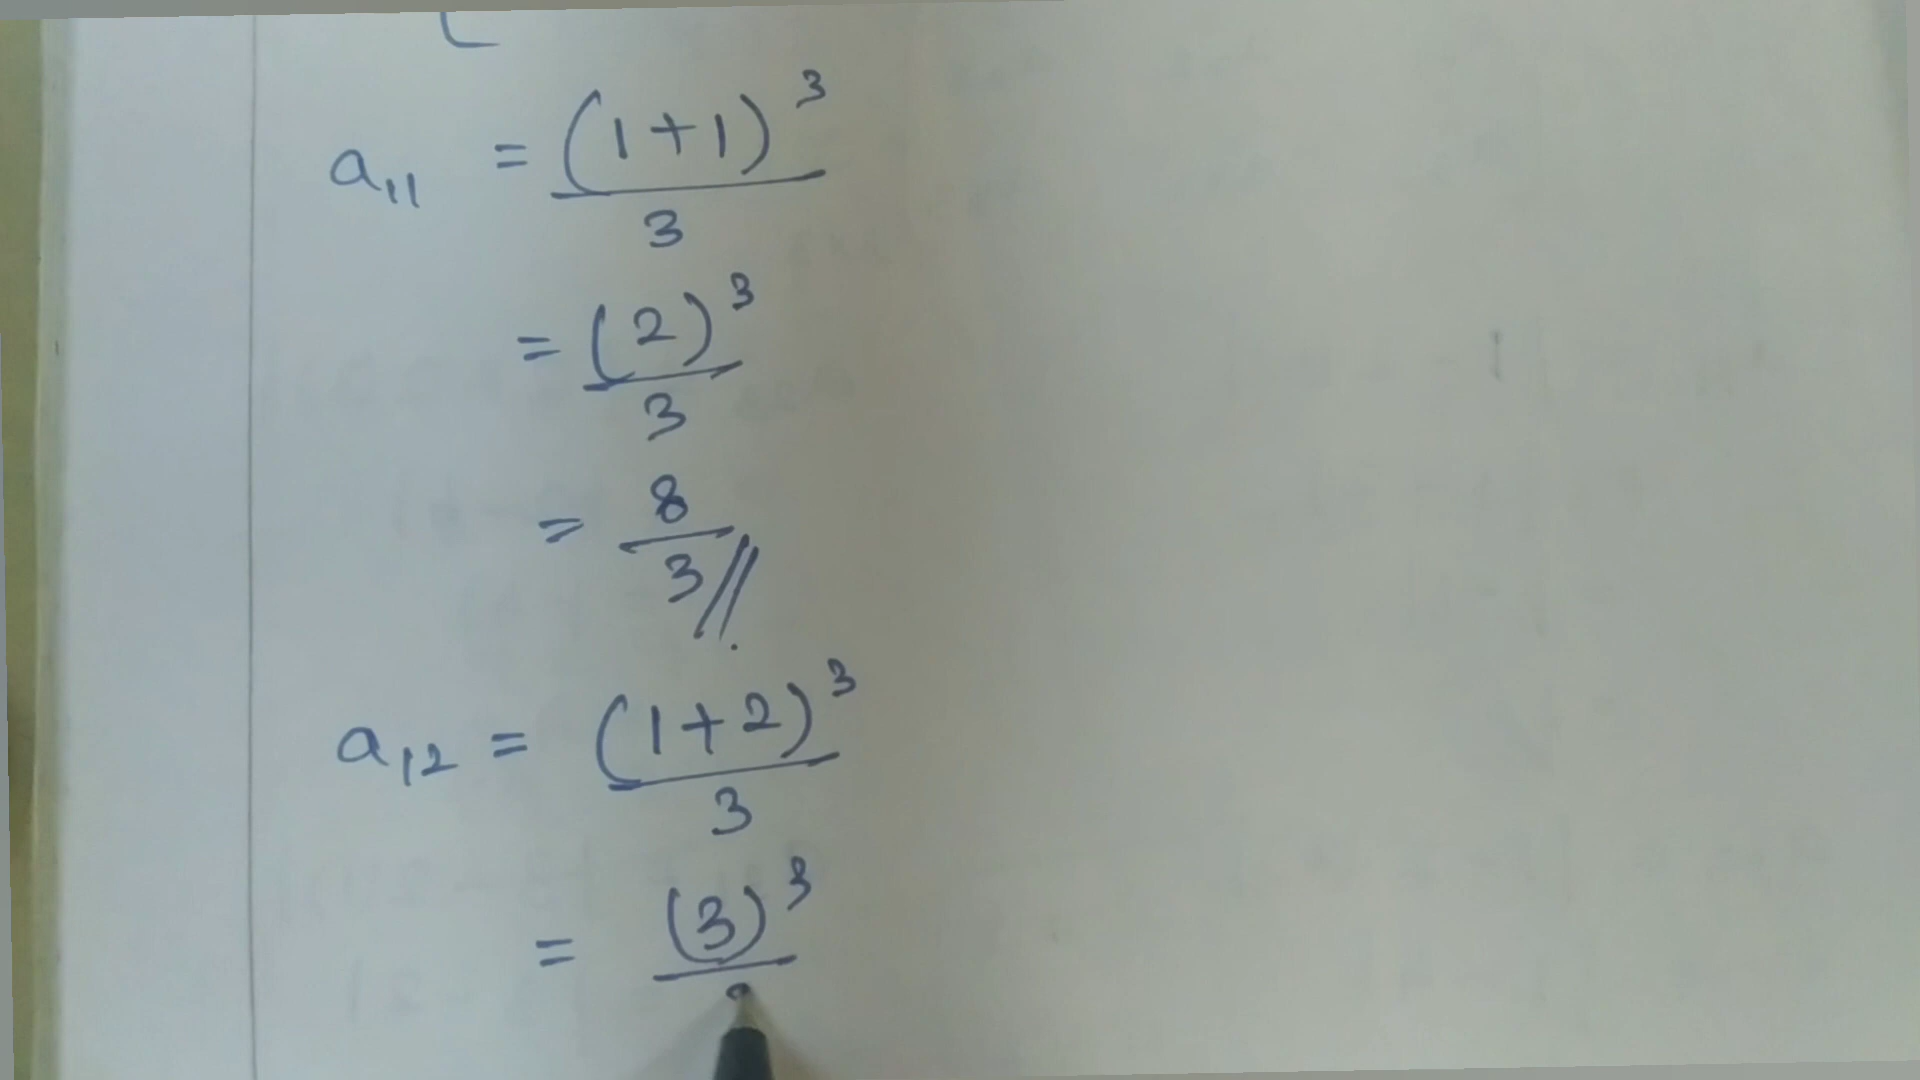 a₁₁ = (1+1)³/3
= (2)³/3
= 8/3//
a₁₂ = (1+2)³/3
= (3)³/